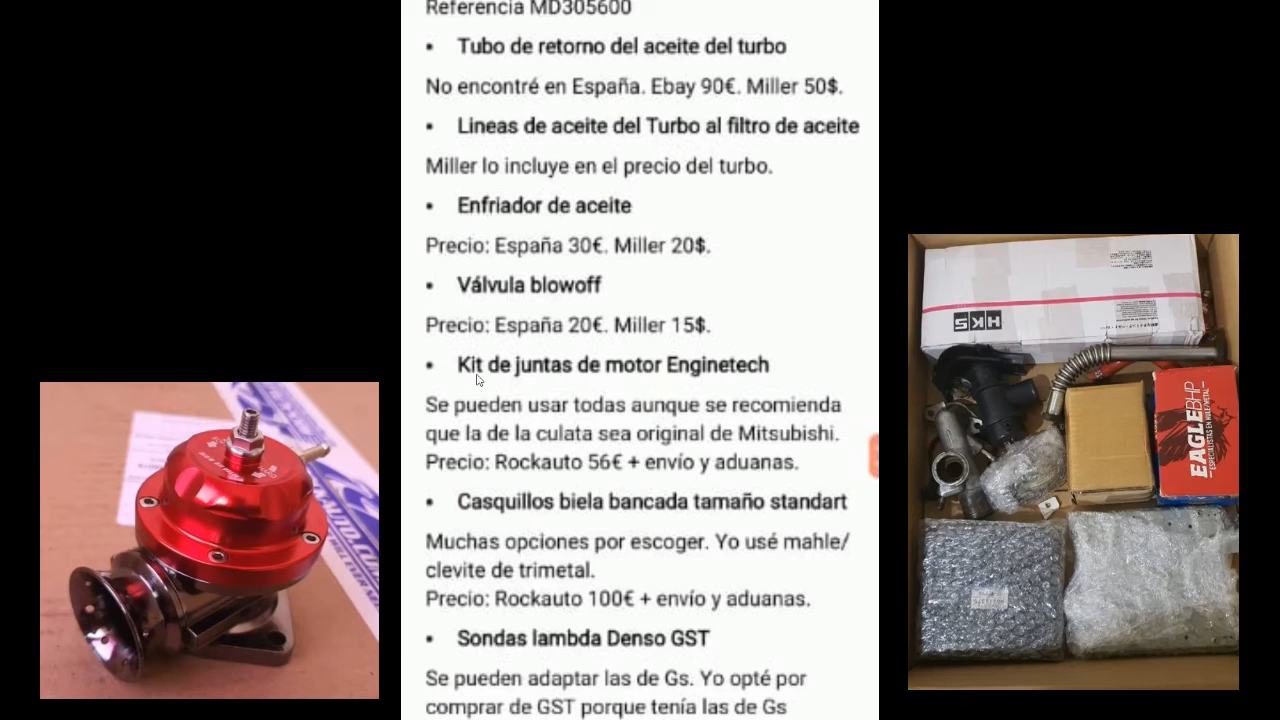 Referencia MD305600
• Tubo de retorno del aceite del turbo
No encontré en España. Ebay 90€. Miller 50$.
• Lineas de aceite del Turbo al filtro de aceite
Miller lo incluye en el precio del turbo.
• Enfriador de aceite
Precio: España 30€. Miller 20$.
• Válvula blowoff
Precio: España 20€. Miller 15$.
• Kit de juntas de motor Enginetech
Se pueden usar todas aunque se recomienda
que la de la culata sea original de Mitsubishi.
Precio: Rockauto 56€ + envío y aduanas.
• Casquillos biela bancada tamaño standart
Muchas opciones por escoger. Yo usé mahle/
clevite de trimetal.
Precio: Rockauto 100€ + envío y aduanas.
• Sondas lambda Denso GST
Se pueden adaptar las de Gs. Yo opté por
comprar de GST porque tenía las de Gs
HKS
EAGLE BHP
ESPECIALISTAS EN